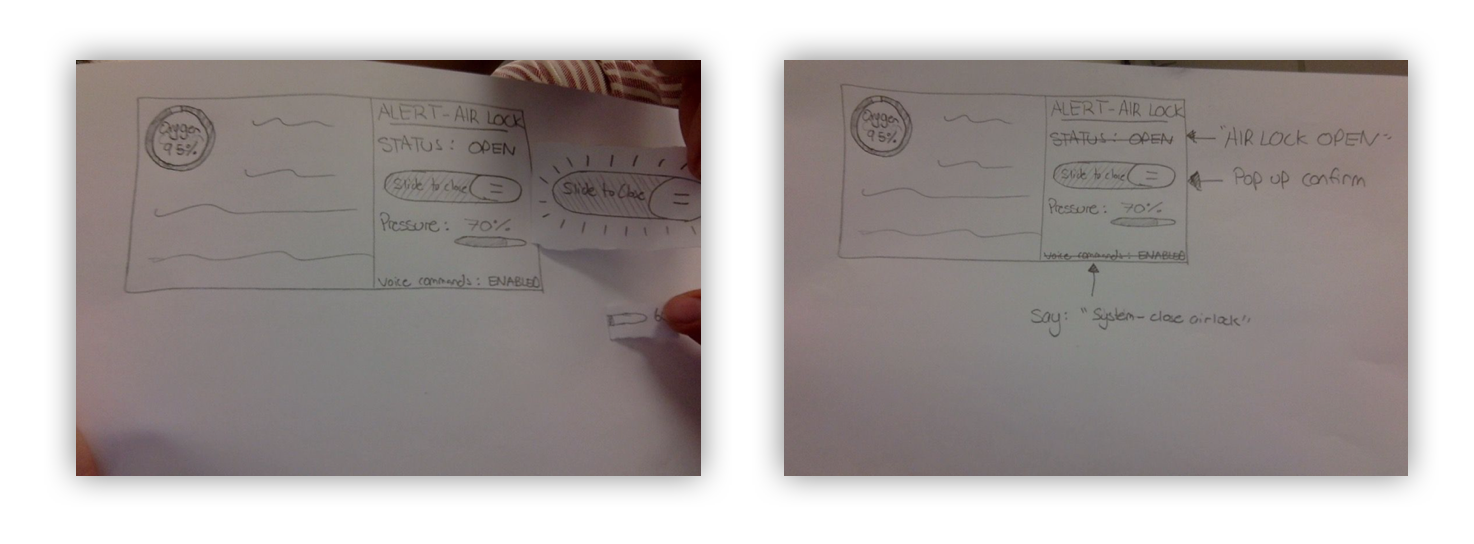 Oxygen
95%
ALERT - AIR LOCK
STATUS : OPEN
Slide to close
Pressure : 70%
voice commands : ENABLED
Slide to Close
Oxygen
95%
ALERT - AIR LOCK
STATUS : OPEN
Slide to close
Pressure : 70%
voice commands : ENABLED
"AIR LOCK OPEN"
Pop up confirm
Say: "System - close airlock"